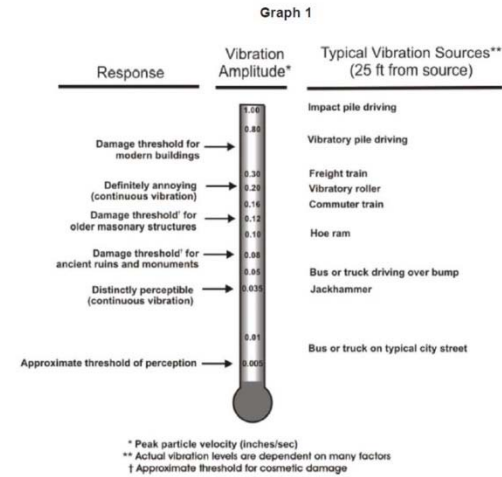 Graph 1
Response
Vibration
Amplitude*
Typical Vibration Sources**
(25 ft from source)
1.00
Impact pile driving
0.80
Vibratory pile driving
Damage threshold for
modern buildings
0.30
Freight train
Definitely annoying
(continuous vibration)
0.20
Vibratory roller
0.16
Commuter train
Damage threshold† for
older masonary structures
0.12
0.10
Hoe ram
Damage threshold† for
ancient ruins and monuments
0.08
0.05
Bus or truck driving over bump
Distinctly perceptible
(continuous vibration)
0.035
Jackhammer
0.01
Bus or truck on typical city street
Approximate threshold of perception
0.005
* Peak particle velocity (inches/sec)
** Actual vibration levels are dependent on many factors
† Approximate threshold for cosmetic damage